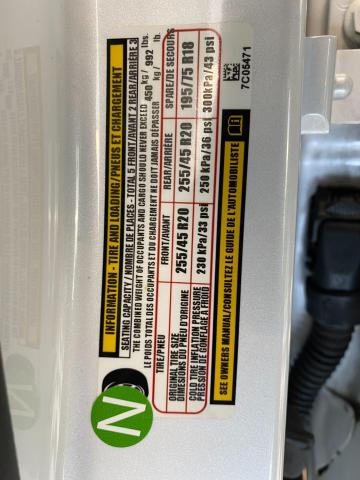 INFORMATION - TIRE AND LOADING/PNEUS ET CHARGEMENT
SEATING CAPACITY / NOMBRE DE PLACES - TOTAL 5 FRONT/AVANT 2 REAR/ARRIÈRE 3
THE COMBINED WEIGHT OF OCCUPANTS AND CARGO SHOULD NEVER EXCEED 450 kg / 992 lbs.
LE POIDS TOTAL DES OCCUPANTS ET DU CHARGEMENT NE DOIT JAMAIS DÉPASSER kg / lb.
TIRE/PNEU FRONT/AVANT REAR/ARRIÈRE SPARE/DE SECOURS
ORIGINAL TIRE SIZE
DIMESIONS DU PNEU D'ORIGINE 255/45 R20 255/45 R20 195/75 R18
COLD TIRE INFLATION PRESSURE
PRESSION DE GONFLAGE À FROID 230 kPa/33 psi 250 kPa/36 psi 300kPa/43 psi
SEE OWNERS MANUAL/CONSULTEZ LE GUIDE DE L'AUTOMOBILISTE
7C05471
N